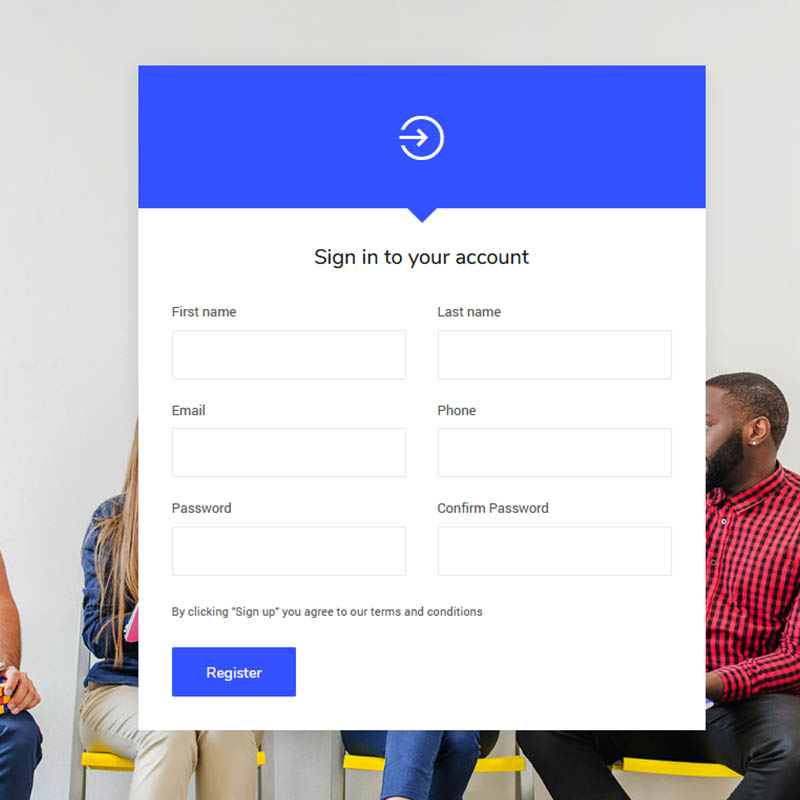 Sign in to your account
First name
Last name
Email
Phone
Password
Confirm Password
By clicking "Sign up" you agree to our terms and conditions
Register